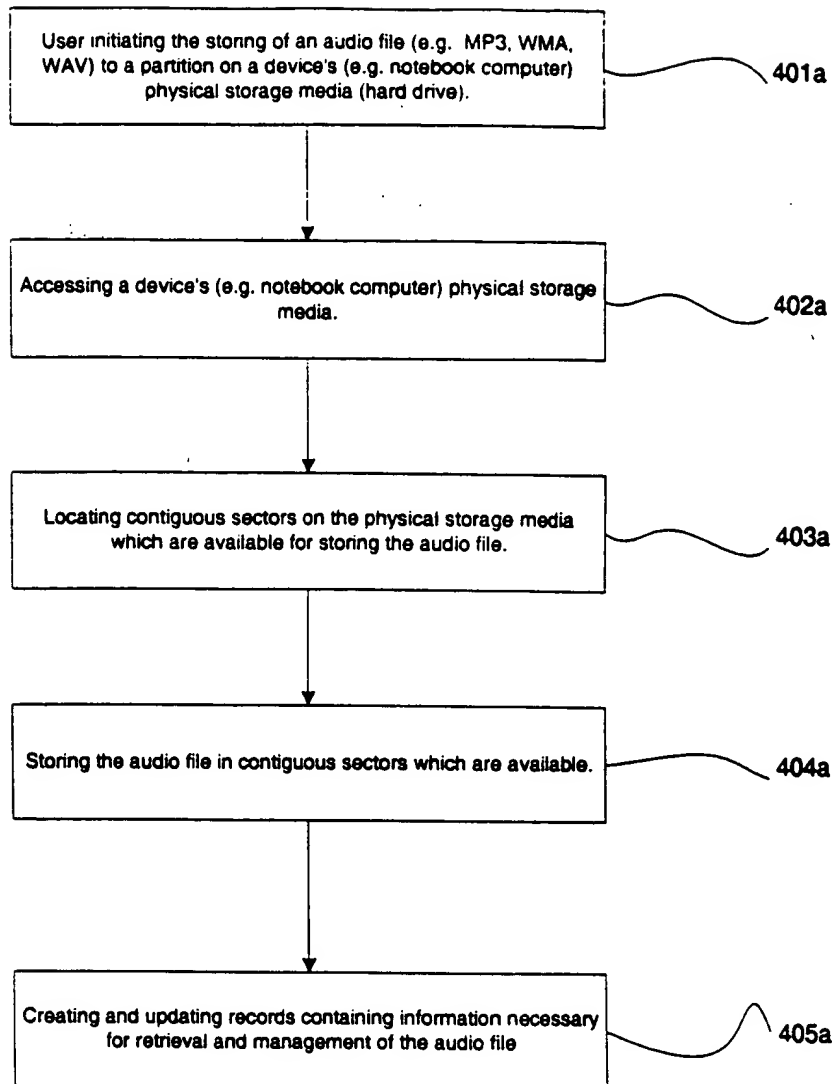 User initiating the storing of an audio file (e.g. MP3, WMA,
WAV) to a partition on a device's (e.g. notebook computer)
physical storage media (hard drive).
401a
Accessing a device's (e.g. notebook computer) physical storage
media.
402a
Locating contiguous sectors on the physical storage media
which are available for storing the audio file.
403a
Storing the audio file in contiguous sectors which are available.
404a
Creating and updating records containing information necessary
for retrieval and management of the audio file
405a